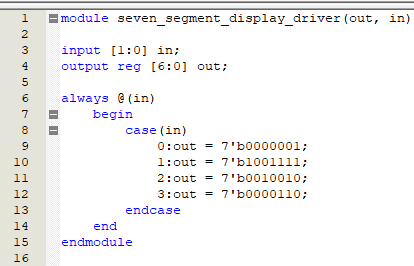 1 module seven_segment_display_driver(out, in)
2
3 input [1:0] in;
4 output reg [6:0] out;
5
6 always @(in)
7 begin
8 case(in)
9 0:out = 7'b0000001;
10 1:out = 7'b1001111;
11 2:out = 7'b0010010;
12 3:out = 7'b0000110;
13 endcase
14 end
15 endmodule
16